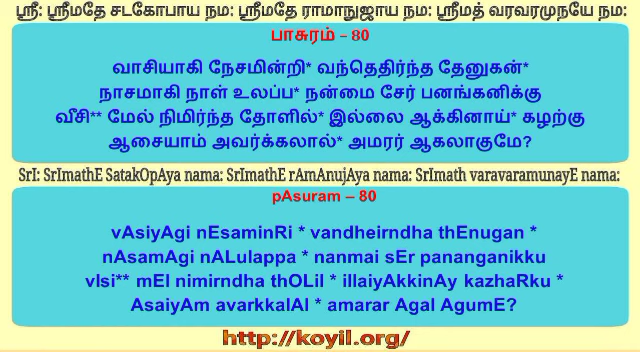 ஸ்ரீ: ஸ்ரீமதே சடகோபாய நம: ஸ்ரீமதே ராமாநுஜாய நம: ஸ்ரீமத் வரவரமுநயே நம:
பாசுரம் - 80
வாசியாகி நேசமின்றி* வந்தெதிர்ந்த தேனுகன்*
நாசமாகி நாள் உலப்ப* நன்மை சேர் பனங்கனிக்கு
வீசி** மேல் நிமிர்ந்த தோளில்* இல்லை ஆக்கினாய்* கழற்கு
ஆசையாம் அவர்க்கலால்* அமரர் ஆகலாகுமே?
SrI: SrImathE SatakOpAya nama: SrImathE rAmAnujAya nama: SrImath varavaramunayE nama:
pAsuram – 80
vAsiyAgi nEsaminRi * vandheirndha thEnugan *
nAsamAgi nALulappa * nanmai sEr pananganikku
vIsi** mEl nimirndha thOLil * illaiyAkkinAy kazhaRku *
AsaiyAm avarkkalAl * amarar Agal AgumE?
http://koyil.org/